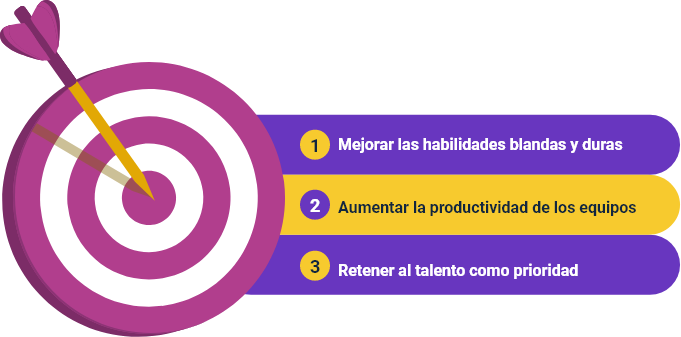 1 Mejorar las habilidades blandas y duras
2 Aumentar la productividad de los equipos
3 Retener al talento como prioridad